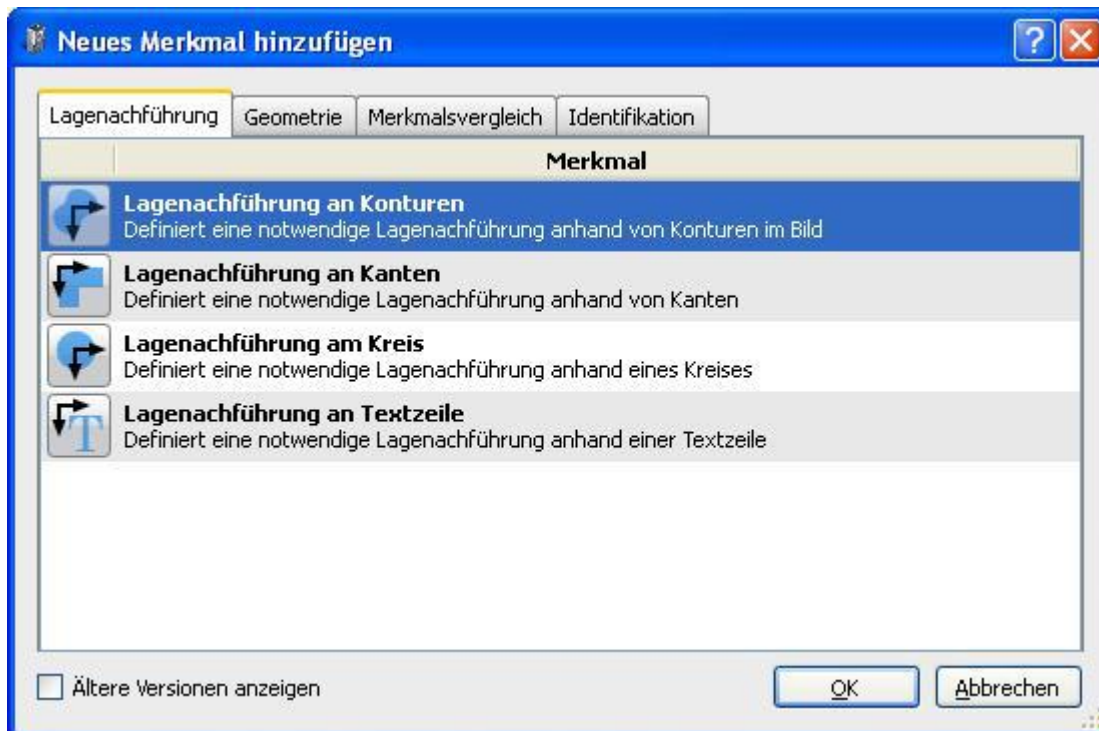 Neues Merkmal hinzufügen
?
Lagenachführung Geometrie Merkmalsvergleich Identifikation
Merkmal
Lagenachführung an Konturen
Definiert eine notwendige Lagenachführung anhand von Konturen im Bild
Lagenachführung an Kanten
Definiert eine notwendige Lagenachführung anhand von Kanten
Lagenachführung am Kreis
Definiert eine notwendige Lagenachführung anhand eines Kreises
T
Lagenachführung an Textzeile
Definiert eine notwendige Lagenachführung anhand einer Textzeile
Ältere Versionen anzeigen OK Abbrechen